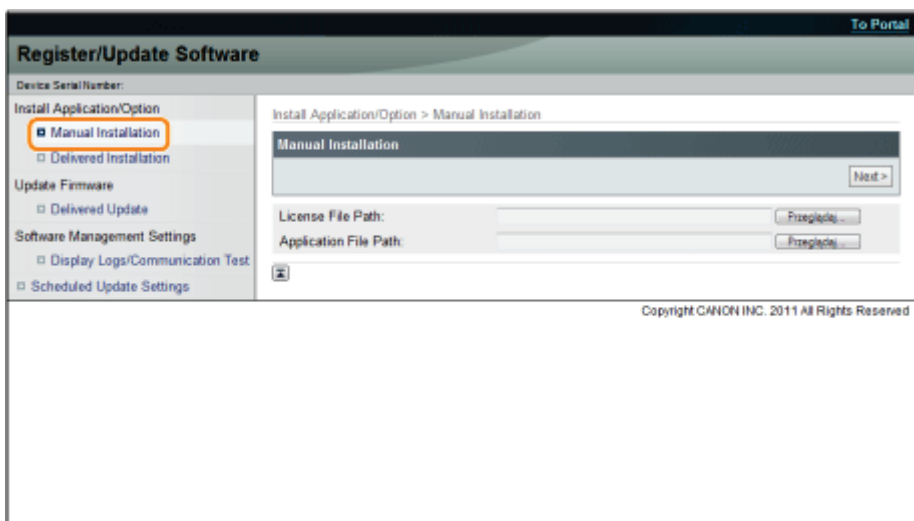 To Portal
Register/Update Software
Device Serial Number:
Install Application/Option
Manual Installation
Delivered Installation
Update Firmware
Delivered Update
Software Management Settings
Display Logs/Communication Test
Scheduled Update Settings
Install Application/Option > Manual Installation
Manual Installation
Next >
License File Path:
Przeglądaj...
Application File Path:
Przeglądaj...
Copyright CANON INC. 2011 All Rights Reserved